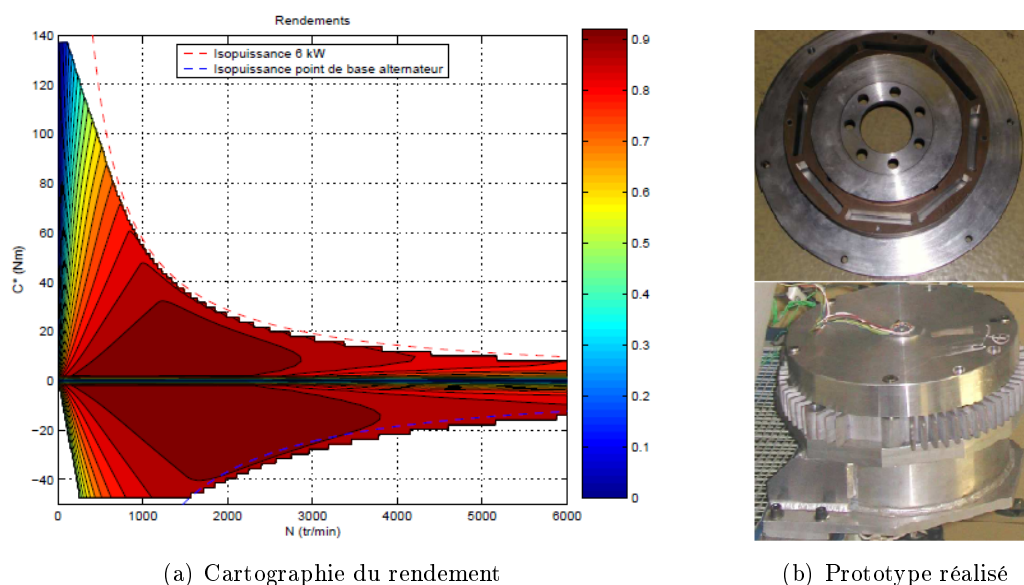 Rendements
Isopuissance 6 kW
Isopuissance point de base alternateur
140
120
100
80
60
40
20
0
−20
−40
C* (Nm)
0 1000 2000 3000 4000 5000 6000
N (tr/min)
0.9
0.8
0.7
0.6
0.5
0.4
0.3
0.2
0.1
0
(a) Cartographie du rendement
(b) Prototype réalisé